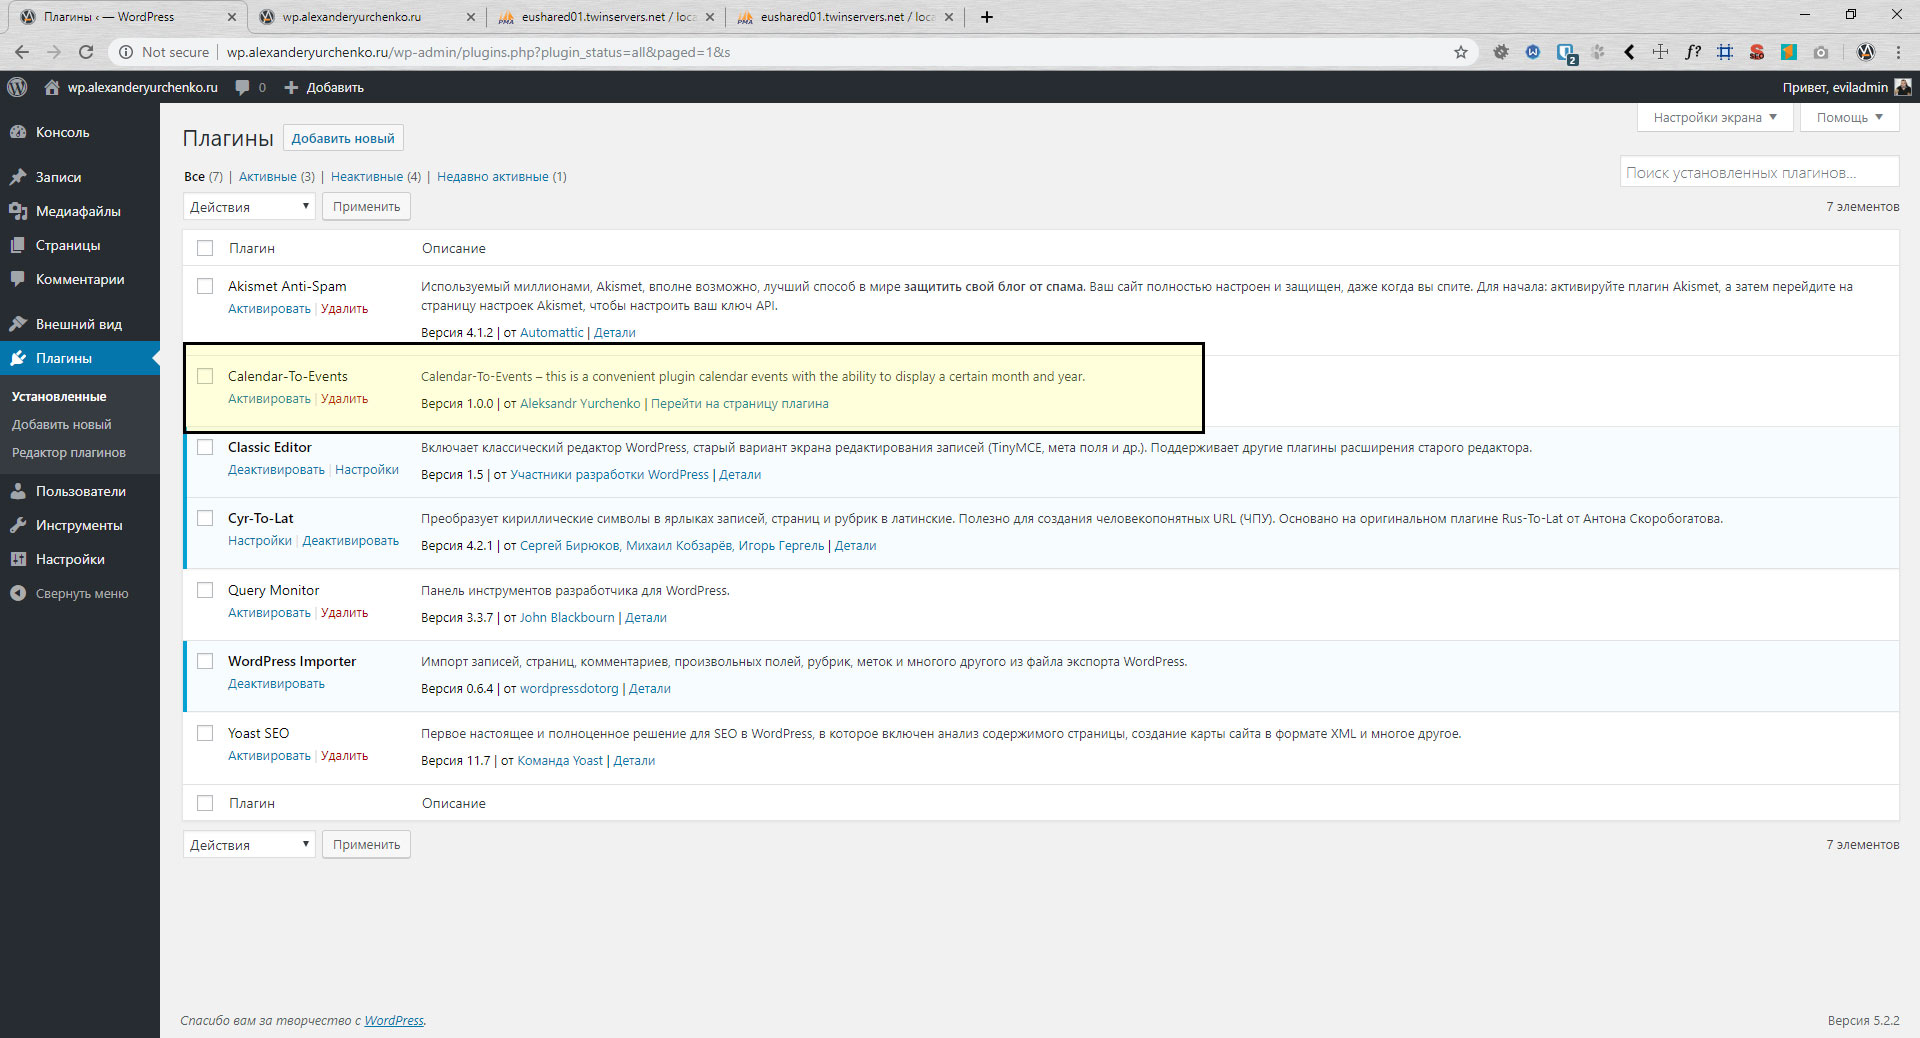 Плагины ‹ — WordPress
wp.alexanderyurchenko.ru
eushared01.twinservers.net / loca
eushared01.twinservers.net / loca
Not secure
wp.alexanderyurchenko.ru/wp-admin/plugins.php?plugin_status=all&paged=1&s
2
f?
SEO
wp.alexanderyurchenko.ru
0
Добавить
Привет, eviladmin
Консоль
Записи
Медиафайлы
Страницы
Комментарии
Внешний вид
Плагины
Установленные
Добавить новый
Редактор плагинов
Пользователи
Инструменты
Настройки
Свернуть меню
Настройки экрана
Помощь
Плагины
Добавить новый
Все (7) | Активные (3) | Неактивные (4) | Недавно активные (1)
Поиск установленных плагинов...
Действия
Применить
7 элементов
Плагин
Описание
Akismet Anti-Spam
Активировать | Удалить
Используемый миллионами, Akismet, вполне возможно, лучший способ в мире защитить свой блог от спама. Ваш сайт полностью настроен и защищен, даже когда вы спите. Для начала: активируйте плагин Akismet, а затем перейдите на
страницу настроек Akismet, чтобы настроить ваш ключ API.
Версия 4.1.2 | от Automattic | Детали
Calendar-To-Events
Активировать | Удалить
Calendar-To-Events – this is a convenient plugin calendar events with the ability to display a certain month and year.
Версия 1.0.0 | от Aleksandr Yurchenko | Перейти на страницу плагина
Classic Editor
Деактивировать | Настройки
Включает классический редактор WordPress, старый вариант экрана редактирования записей (TinyMCE, мета поля и др.). Поддерживает другие плагины расширения старого редактора.
Версия 1.5 | от Участники разработки WordPress | Детали
Cyr-To-Lat
Настройки | Деактивировать
Преобразует кириллические символы в ярлыках записей, страниц и рубрик в латинские. Полезно для создания человекопонятных URL (ЧПУ). Основано на оригинальном плагине Rus-To-Lat от Антона Скоробогатова.
Версия 4.2.1 | от Сергей Бирюков, Михаил Кобзарёв, Игорь Гергель | Детали
Query Monitor
Активировать | Удалить
Панель инструментов разработчика для WordPress.
Версия 3.3.7 | от John Blackbourn | Детали
WordPress Importer
Деактивировать
Импорт записей, страниц, комментариев, произвольных полей, рубрик, меток и многого другого из файла экспорта WordPress.
Версия 0.6.4 | от wordpressdotorg | Детали
Yoast SEO
Активировать | Удалить
Первое настоящее и полноценное решение для SEO в WordPress, в которое включен анализ содержимого страницы, создание карты сайта в формате XML и многое другое.
Версия 11.7 | от Команда Yoast | Детали
Плагин
Описание
Действия
Применить
7 элементов
Спасибо вам за творчество с WordPress.
Версия 5.2.2